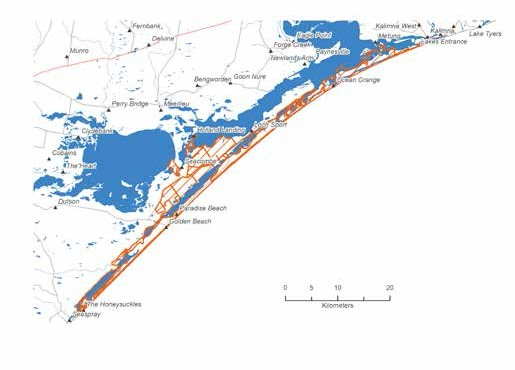 Fernbank
Kalimna West
Delvine
Eagle Point
Kalimna
Lake Tyers
Metung
Lakes Entrance
Forge Creek
Munro
Paynesville
Newlands Arm
Goon Nure
Ocean Grange
Bengworden
Perry Bridge
Meerlieu
Loch Sport
Clydebank
Hollands Landing
Cobains
Seacombe
The Heart
Dutson
Paradise Beach
Golden Beach
0 5 10 20
Kilometers
The Honeysuckles
Seaspray